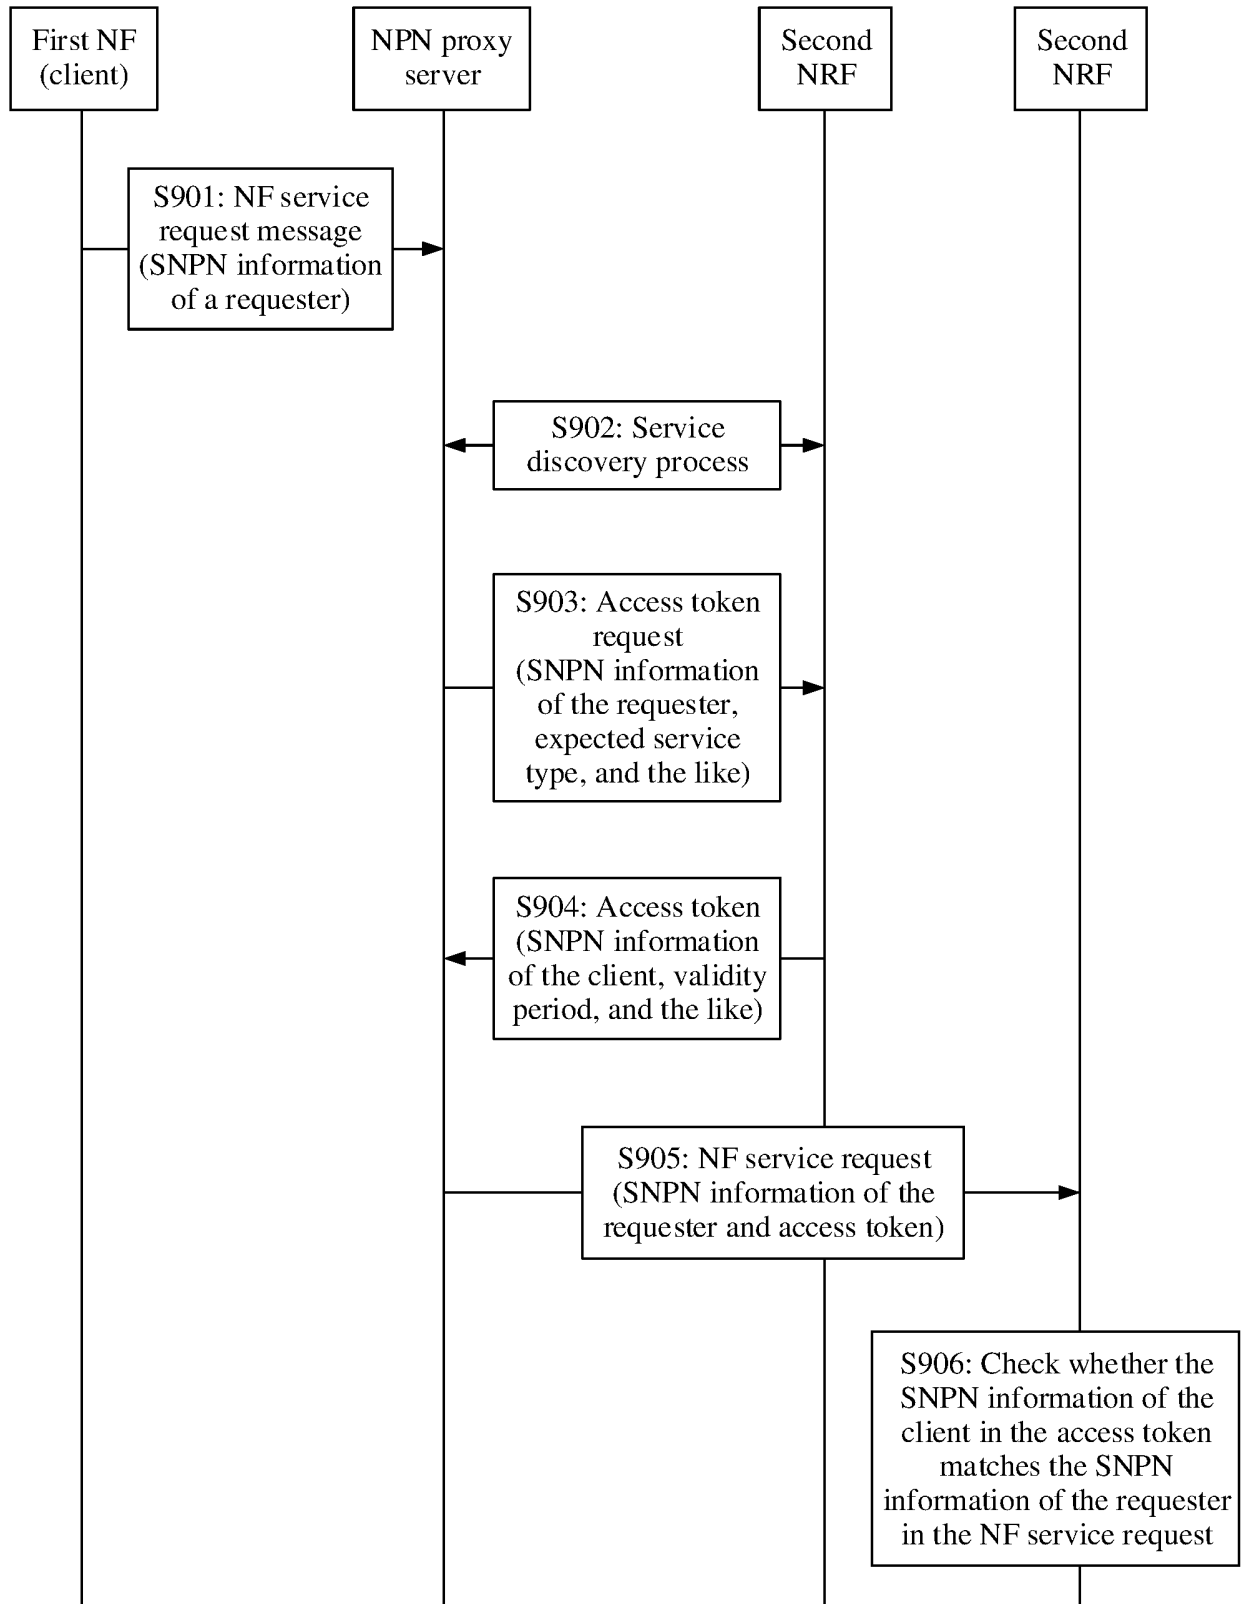 First NF
(client)
NPN proxy
server
Second
NRF
Second
NRF
S901: NF service
request message
(SNPN information
of a requester)
S902: Service
discovery process
S903: Access token
request
(SNPN information
of the requester,
expected service
type, and the like)
S904: Access token
(SNPN information
of the client, validity
period, and the like)
S905: NF service request
(SNPN information of the
requester and access token)
S906: Check whether the
SNPN information of the
client in the access token
matches the SNPN
information of the requester
in the NF service request